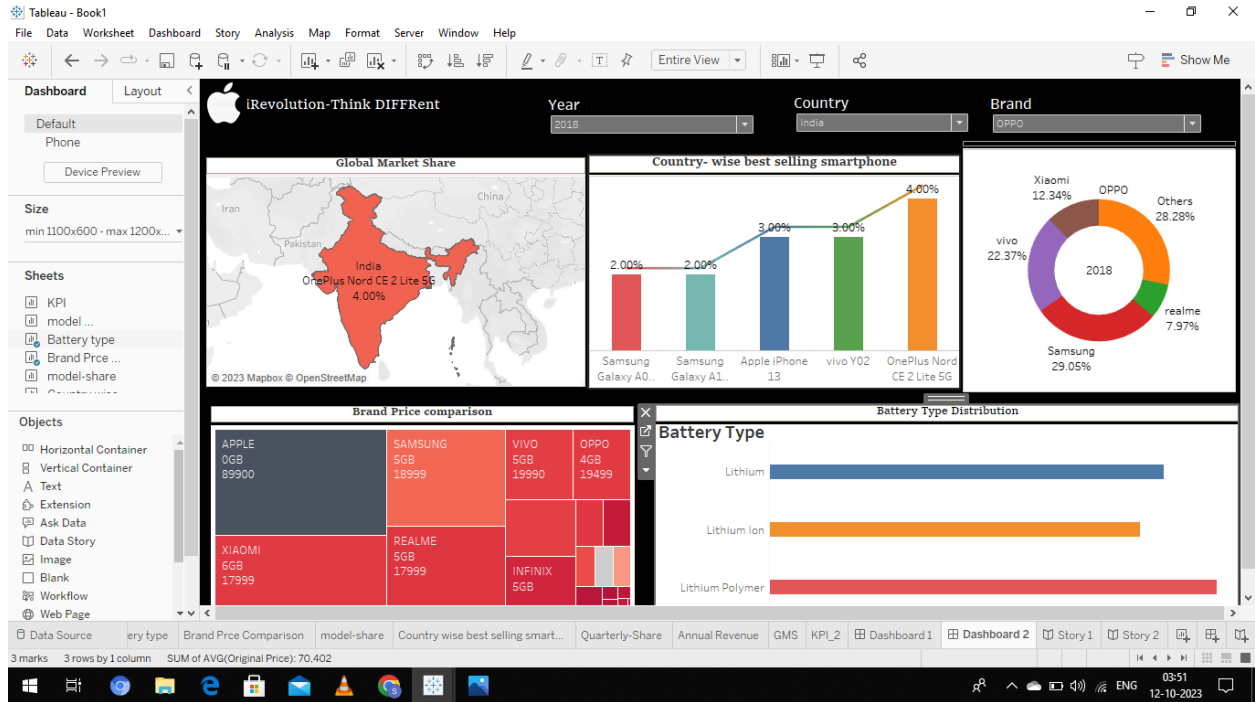 Tableau - Book1
File Data Worksheet Dashboard Story Analysis Map Format Server Window Help
Entire View
Show Me
Dashboard Layout
Default
Phone
Device Preview
Size
min 1100x600 - max 1200x...
Sheets
KPI
model ...
Battery type
Brand Prce ...
model-share
Objects
Horizontal Container
Vertical Container
Text
Extension
Ask Data
Data Story
Image
Blank
Workflow
Web Page
iRevolution-Think DIFFRent
Year
2018
Country
India
Brand
OPPO
Global Market Share
Iran
China
Pakistan
India
OnePlus Nord CE 2 Lite 5G
4.00%
© 2023 Mapbox © OpenStreetMap
Country- wise best selling smartphone
2.00% 2.00% 3.00% 3.00% 4.00%
Samsung Galaxy A0..
Samsung Galaxy A1..
Apple iPhone 13
vivo Y02
OnePlus Nord CE 2 Lite 5G
Xiaomi
12.34%
OPPO
Others
28.28%
vivo
22.37%
2018
realme
7.97%
Samsung
29.05%
Brand Price comparison
APPLE
0GB
89900
SAMSUNG
5GB
18999
VIVO
5GB
19990
OPPO
4GB
19499
XIAOMI
6GB
17999
REALME
5GB
17999
INFINIX
5GB
Battery Type Distribution
Battery Type
Lithium
Lithium Ion
Lithium Polymer
Data Source ery type Brand Prce Comparison model-share Country wise best selling smart... Quarterly-Share Annual Revenue GMS KPI_2 Dashboard 1 Dashboard 2 Story 1 Story 2
3 marks 3 rows by 1 column SUM of AVG(Original Price): 70,402
ENG
03:51
12-10-2023